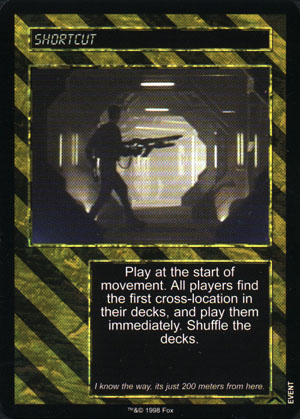 SHORTCUT
Play at the start of
movement. All players find
the first cross-location in
their decks, and play them
immediately. Shuffle the
decks.
I know the way, its just 200 meters from here.
EVENT
™&© 1998 Fox